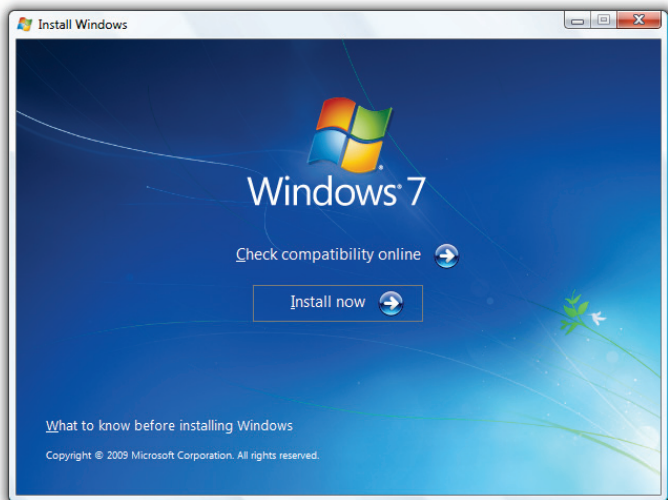 Install Windows
Windows® 7
Check compatibility online
Install now
What to know before installing Windows
Copyright © 2009 Microsoft Corporation. All rights reserved.